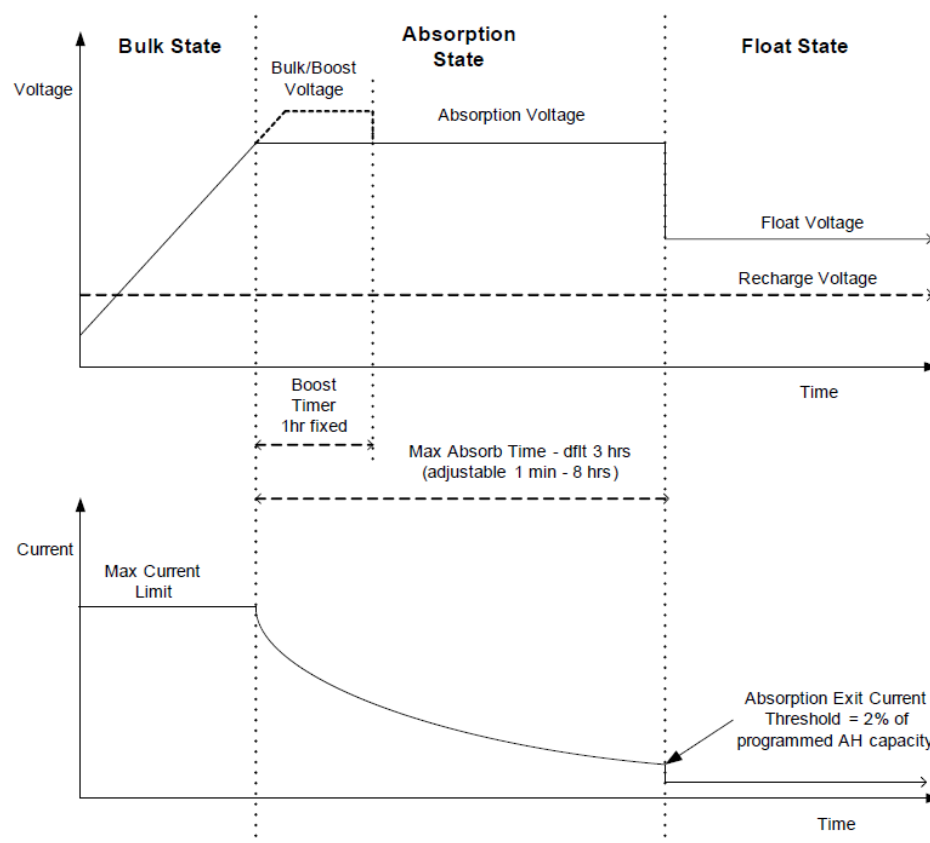 Bulk State
Absorption
State
Float State
Bulk/Boost
Voltage
Voltage
Absorption Voltage
Float Voltage
Recharge Voltage
Time
Boost
Timer
1hr fixed
Max Absorb Time - dflt 3 hrs
(adjustable 1 min - 8 hrs)
Current
Max Current
Limit
Absorption Exit Current
Threshold = 2% of
programmed AH capacity
Time